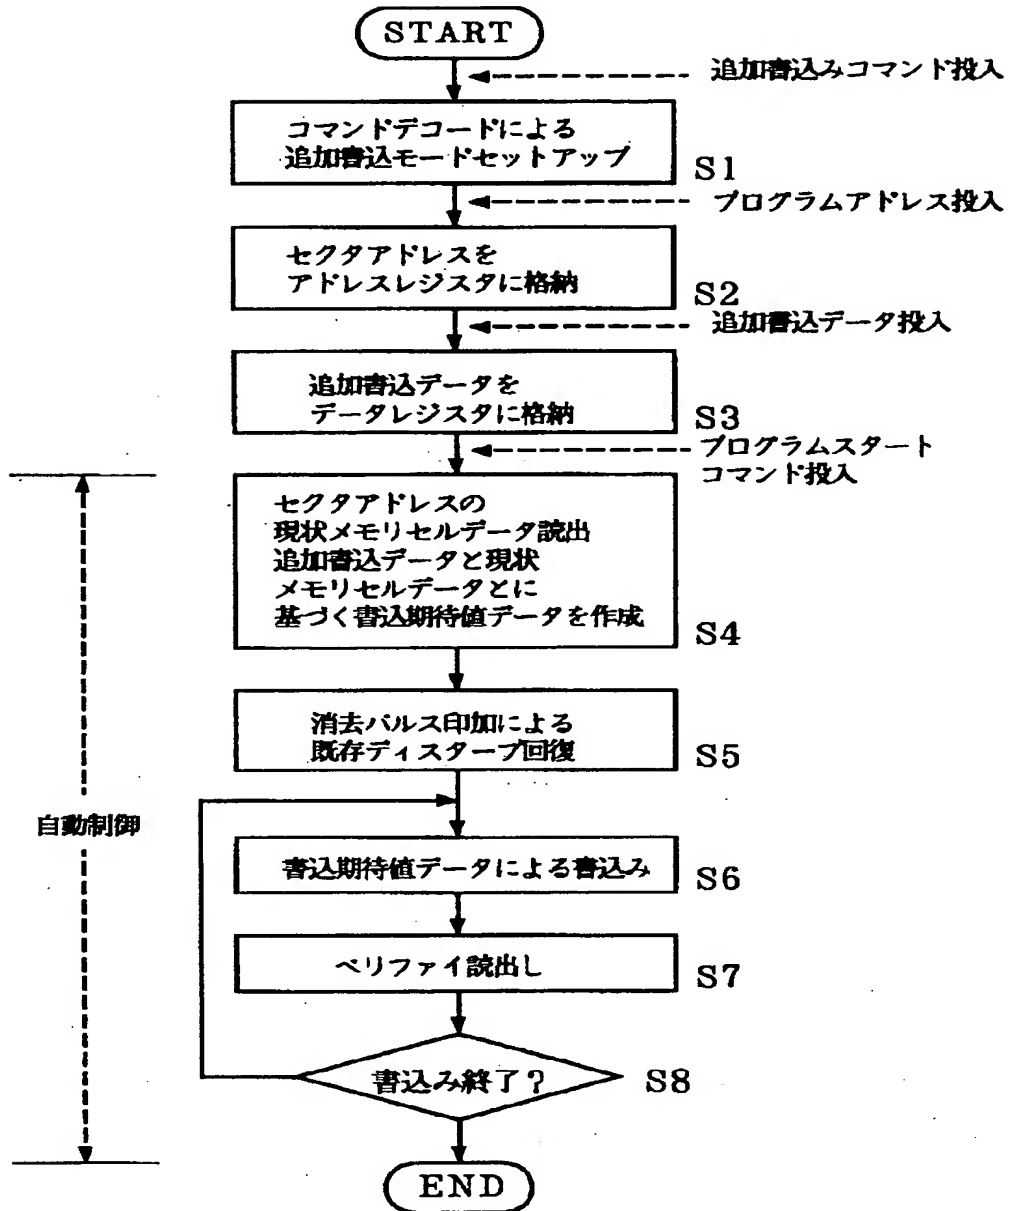 START
追加書込みコマンド投入
コマンドデコードによる
追加書込モードセットアップ
S1
プログラムアドレス投入
セクタアドレスを
アドレスレジスタに格納
S2
追加書込データ投入
追加書込データを
データレジスタに格納
S3
プログラムスタート
コマンド投入
セクタアドレスの
現状メモリセルデータ読出
追加書込データと現状
メモリセルデータとに
基づく書込期待値データを作成
S4
消去パルス印加による
既存ディスターブ回復
S5
自動制御
書込期待値データによる書込み
S6
ベリファイ読出し
S7
書込み終了?
S8
END